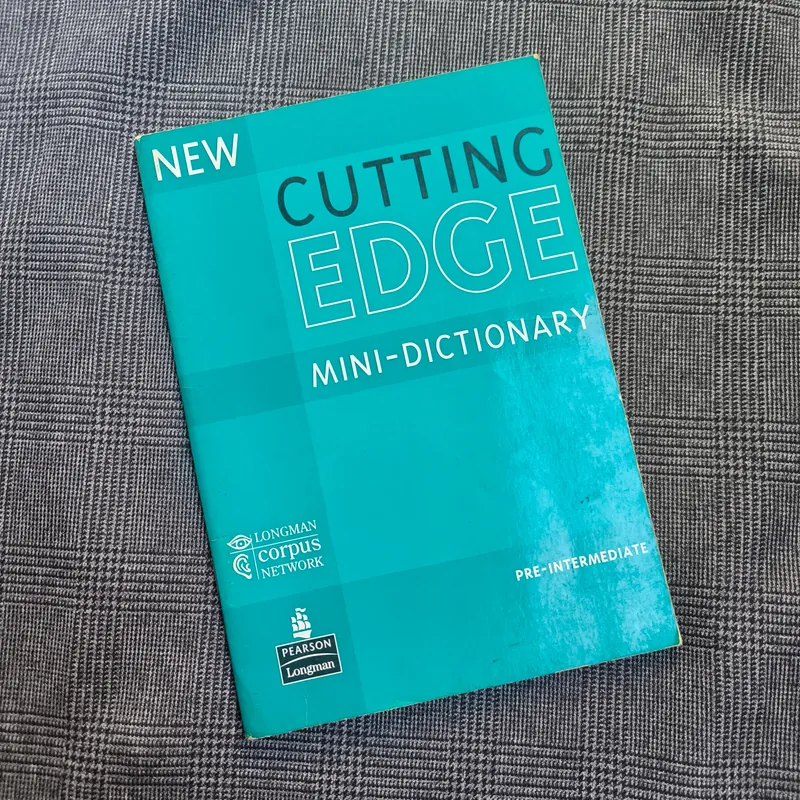 NEW
CUTTING
EDGE
MINI-DICTIONARY
LONGMAN
corpus
NETWORK
PRE-INTERMEDIATE
PEARSON
Longman